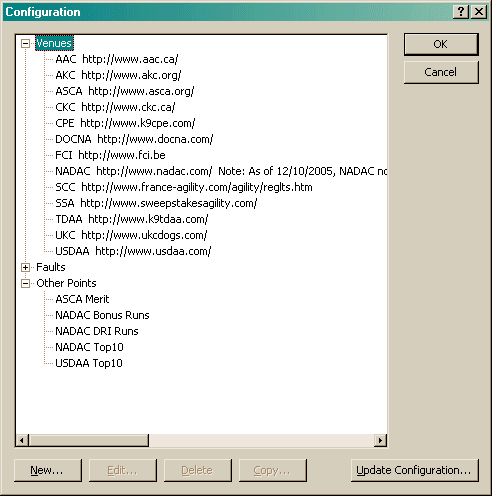 Configuration
Venues
AAC http://www.aac.ca/
AKC http://www.akc.org/
ASCA http://www.asca.org/
CKC http://www.ckc.ca/
CPE http://www.k9cpe.com/
DOCNA http://www.docna.com/
FCI http://www.fci.be
NADAC http://www.nadac.com/ Note: As of 12/10/2005, NADAC no
SCC http://www.france-agility.com/agility/reglts.htm
SSA http://www.sweepstakesagility.com/
TDAA http://www.k9tdaa.com/
UKC http://www.ukcdogs.com/
USDAA http://www.usdaa.com/
Faults
Other Points
ASCA Merit
NADAC Bonus Runs
NADAC DRI Runs
NADAC Top10
USDAA Top10
OK
Cancel
New... Edit... Delete Copy... Update Configuration...